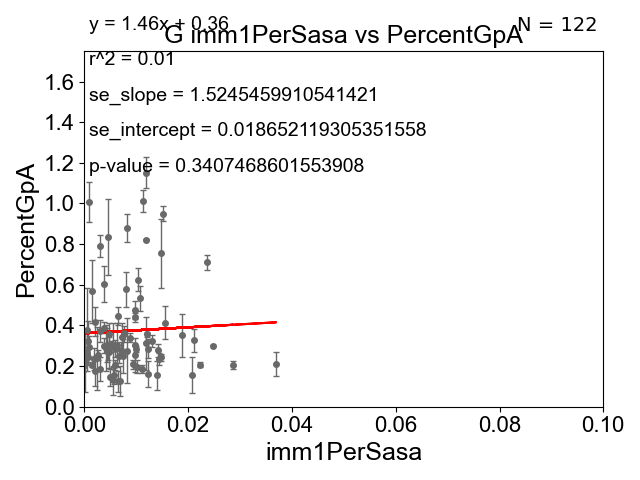 y = 1.46x + 0.36
N = 122
G imm1PerSasa vs PercentGpA
r^2 = 0.01
se_slope = 1.5245459910541421
se_intercept = 0.018652119305351558
p-value = 0.3407468601553908
PercentGpA
1.6
1.4
1.2
1.0
0.8
0.6
0.4
0.2
0.0
0.00 0.02 0.04 0.06 0.08 0.10
imm1PerSasa